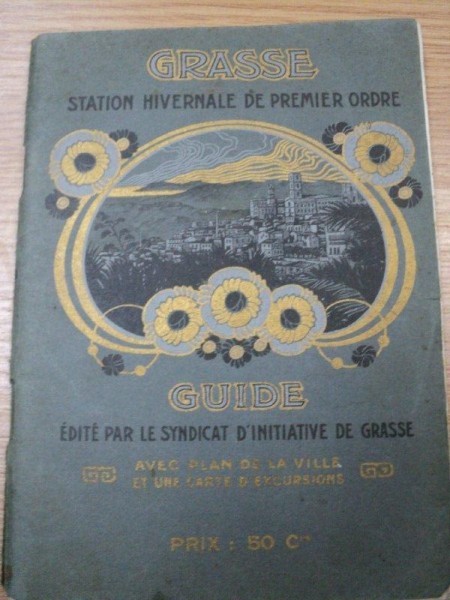 GRASSE
STATION HIVERNALE DE PREMIER ORDRE
GUIDE
ÉDITÉ PAR LE SYNDICAT D'INITIATIVE DE GRASSE
AVEC PLAN DE LA VILLE
ET UNE CARTE D'EXCURSIONS
PRIX : 50 Cᵐ